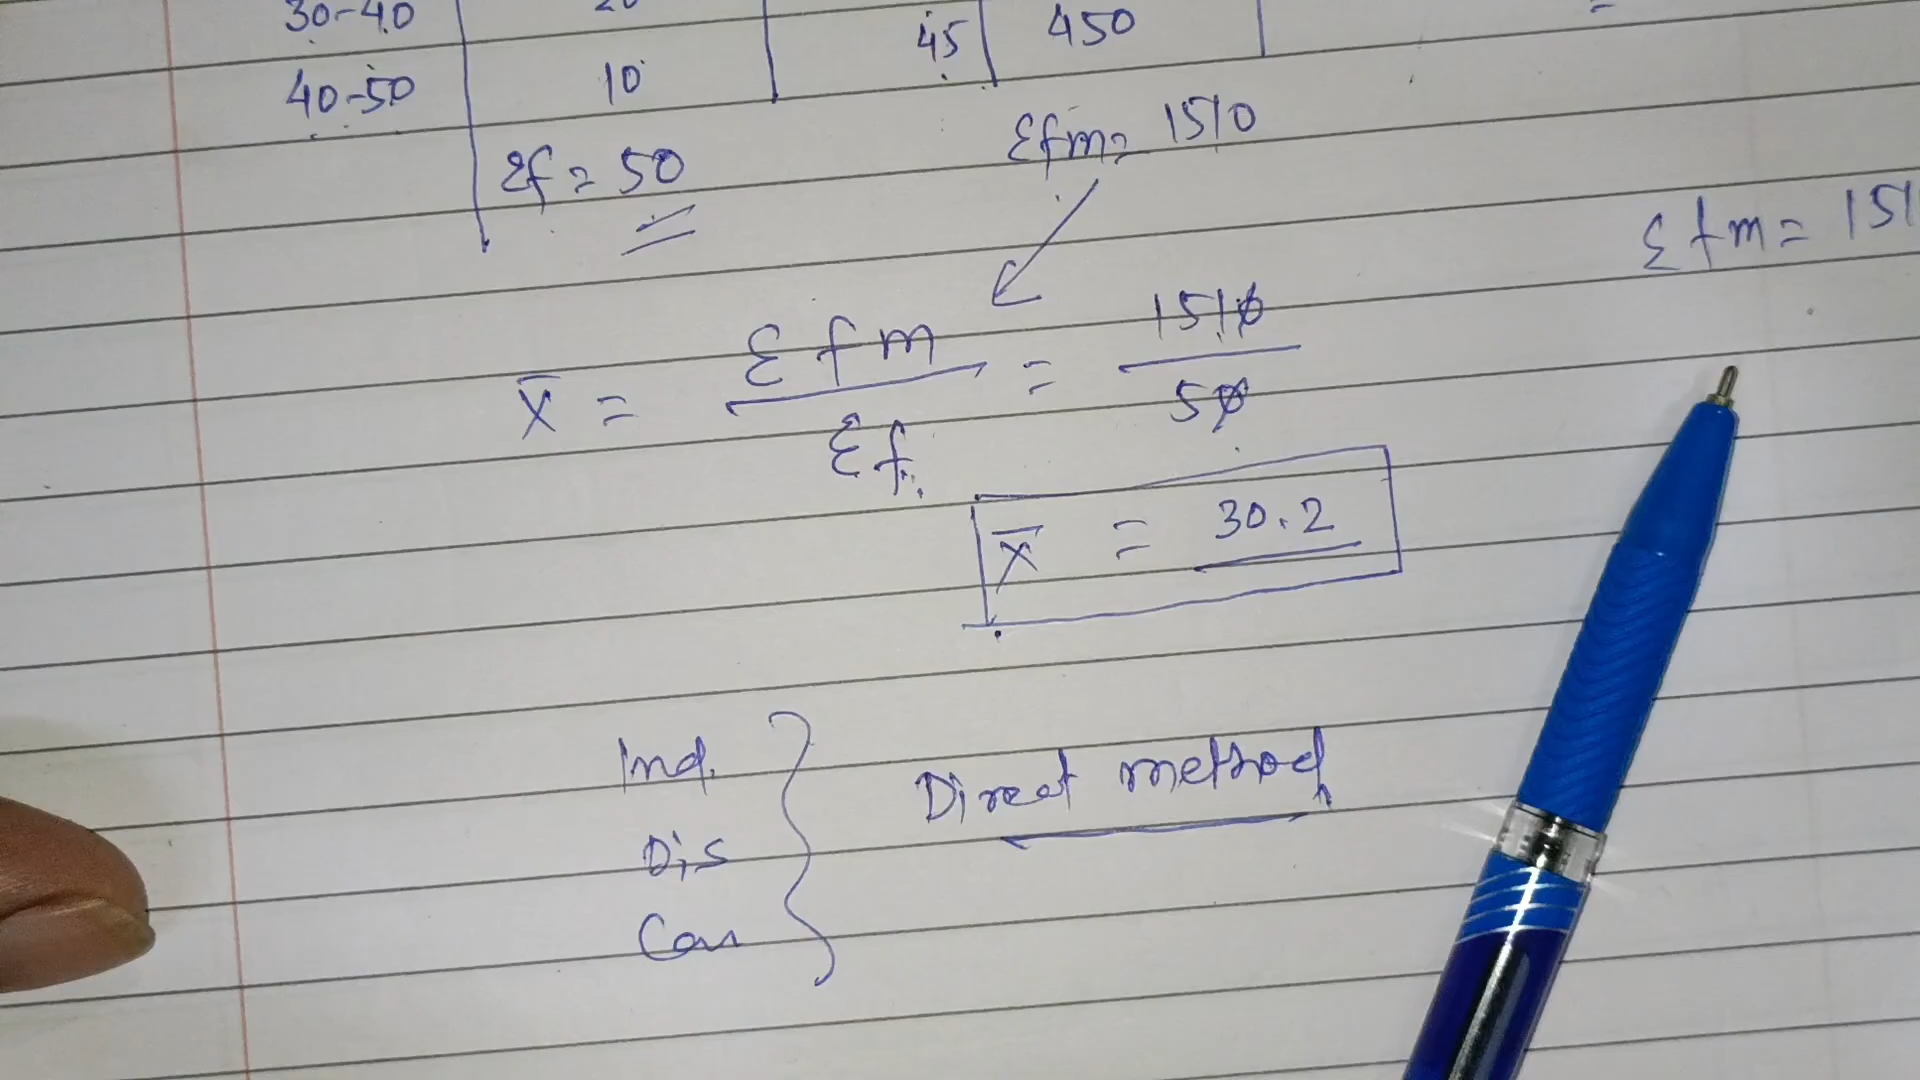 30-40 20
45 450
40-50 10
Σfm= 1510
Σf= 50
Σfm= 151
X̄ = Σfm / Σf = 1510 / 50
X̄ = 30.2
Ind.
Direct method
Dis
Con